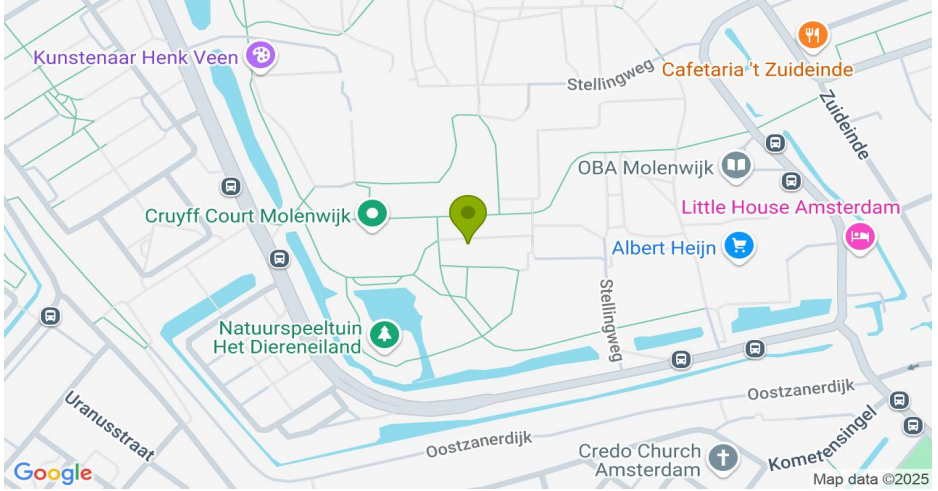 Kunstenaar Henk Veen
Stellingweg
Cafetaria 't Zuideinde
Zuideinde
OBA Molenwijk
Cruyff Court Molenwijk
Little House Amsterdam
Albert Heijn
Stellingweg
Natuurspeeltuin
Het Diereneiland
Uranusstraat
Oostzanerdijk
Oostzanerdijk
Kometensingel
Credo Church
Amsterdam
Google
Map data ©2025